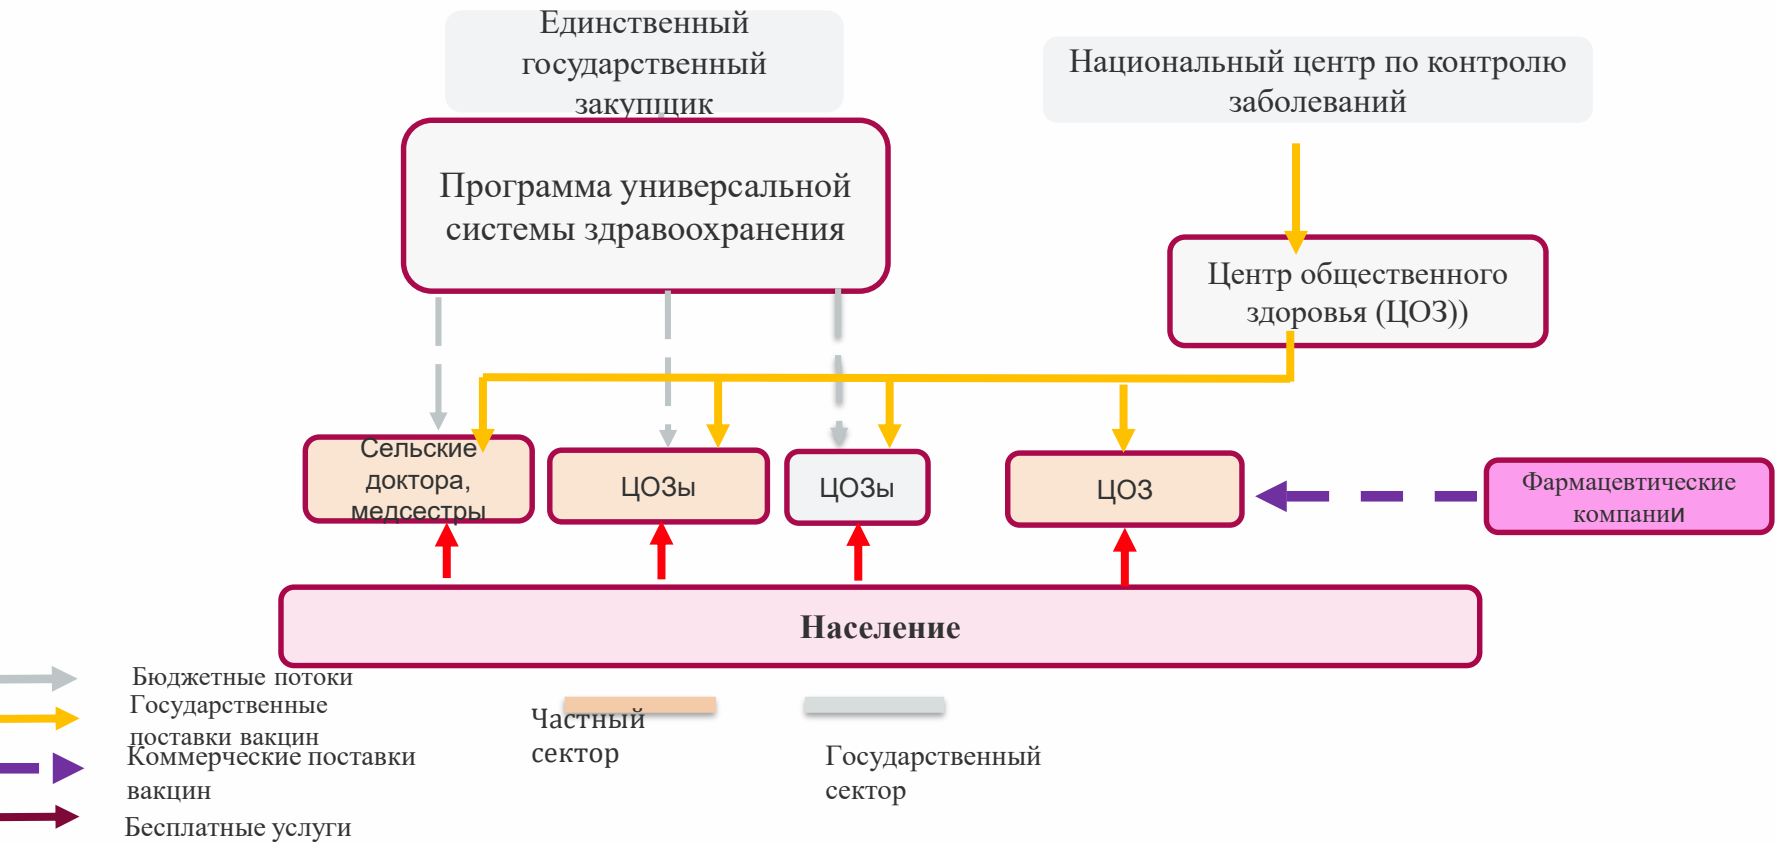 Единственный
государственный
закупщик
Национальный центр по контролю
заболеваний
Программа универсальной
системы здравоохранения
Центр общественного
здоровья (ЦОЗ))
Сельские
доктора,
медсестры
ЦОЗы
ЦОЗы
ЦОЗ
Фармацевтические
компании
Население
Бюджетные потоки
Государственные
поставки вакцин
Коммерческие поставки
вакцин
Бесплатные услуги
Частный
сектор
Государственный
сектор